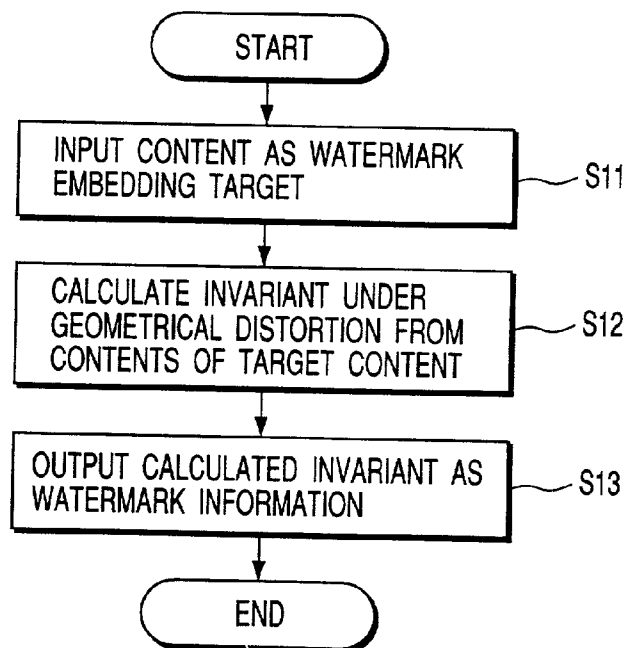 START
INPUT CONTENT AS WATERMARK
EMBEDDING TARGET
S11
CALCULATE INVARIANT UNDER
GEOMETRICAL DISTORTION FROM
CONTENTS OF TARGET CONTENT
S12
OUTPUT CALCULATED INVARIANT AS
WATERMARK INFORMATION
S13
END